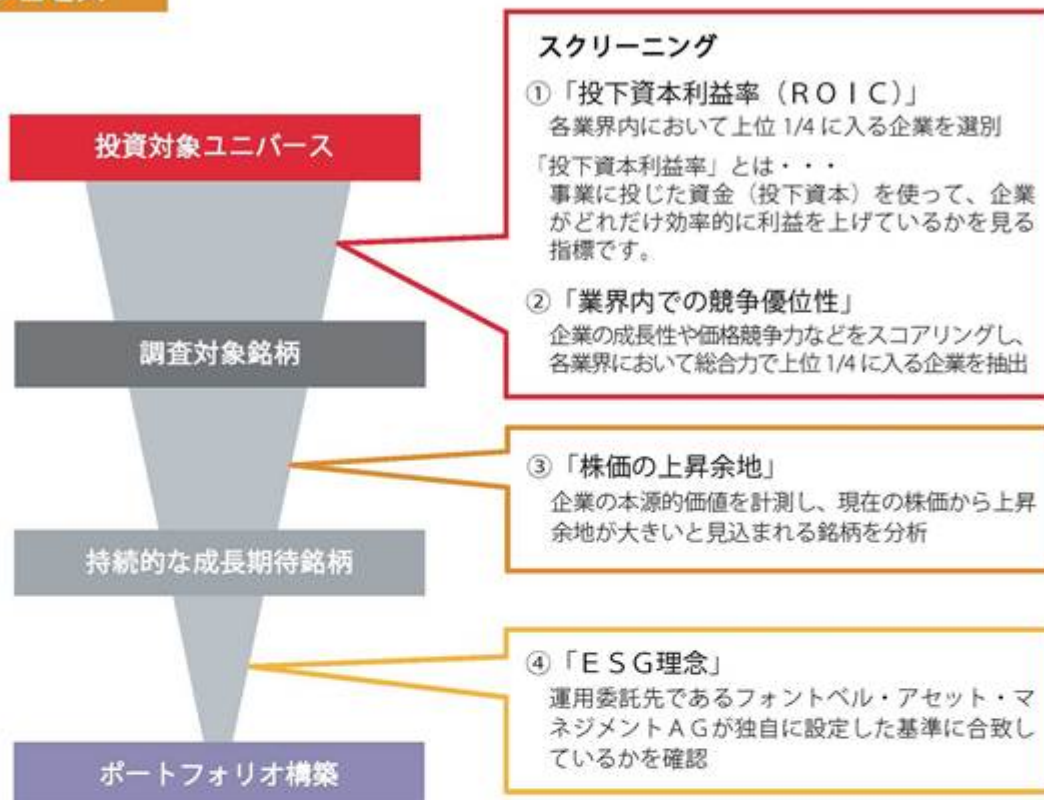 投資対象ユニバース
調査対象銘柄
持続的な成長期待銘柄
ポートフォリオ構築
スクリーニング
①「投下資本利益率（ＲＯＩＣ）」
各業界内において上位 1/4 に入る企業を選別
「投下資本利益率」とは・・・
事業に投じた資金（投下資本）を使って、企業
がどれだけ効率的に利益を上げているかを見る
指標です。
②「業界内での競争優位性」
企業の成長性や価格競争力などをスコアリングし、
各業界において総合力で上位 1/4 に入る企業を抽出
③「株価の上昇余地」
企業の本源的価値を計測し、現在の株価から上昇
余地が大きいと見込まれる銘柄を分析
④「ＥＳＧ理念」
運用委託先であるフォントベル・アセット・マ
ネジメントＡＧが独自に設定した基準に合致し
ているかを確認